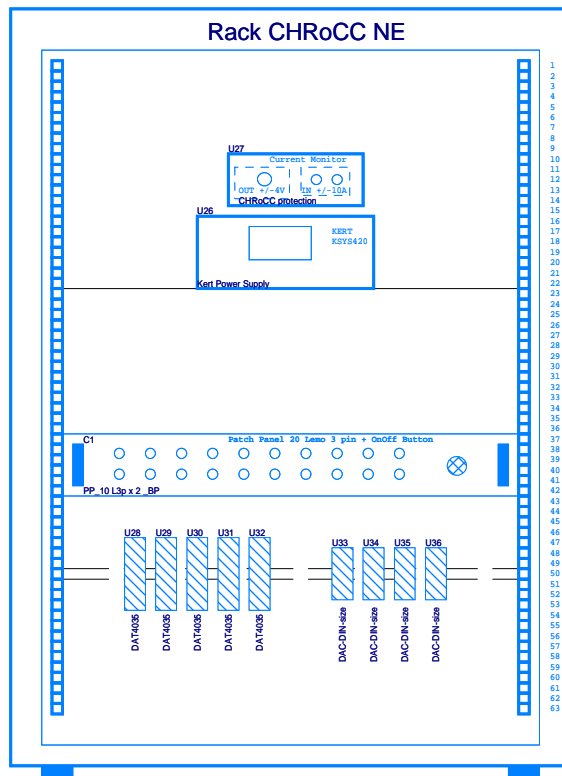 Rack CHRoCC NE
1
2
3
4
5
6
7
8
9
10
11
12
13
14
15
16
17
18
19
20
21
22
23
24
25
26
27
28
29
30
31
32
33
34
35
36
37
38
39
40
41
42
43
44
45
46
47
48
49
50
51
52
53
54
55
56
57
58
59
60
61
62
63
U27
Current Monitor
OUT +/-4V IN +/-10A
CHRoCC protection
U26
KERT
KSYS420
Kert Power Supply
C1
Patch Panel 20 Lemo 3 pin + OnOff Button
PP_10 L3p x 2 _BP
U28 U29 U30 U31 U32
U33 U34 U35 U36
DAT4035
DAT4035
DAT4035
DAT4035
DAT4035
DAC-DIN-size
DAC-DIN-size
DAC-DIN-size
DAC-DIN-size